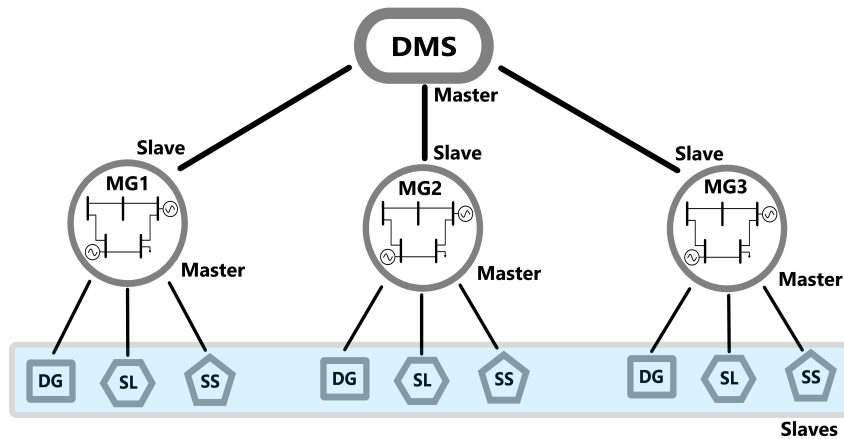 DMS
Master
Slave
Slave
Slave
MG1
MG2
MG3
Master
Master
Master
DG
SL
SS
DG
SL
SS
DG
SL
SS
Slaves